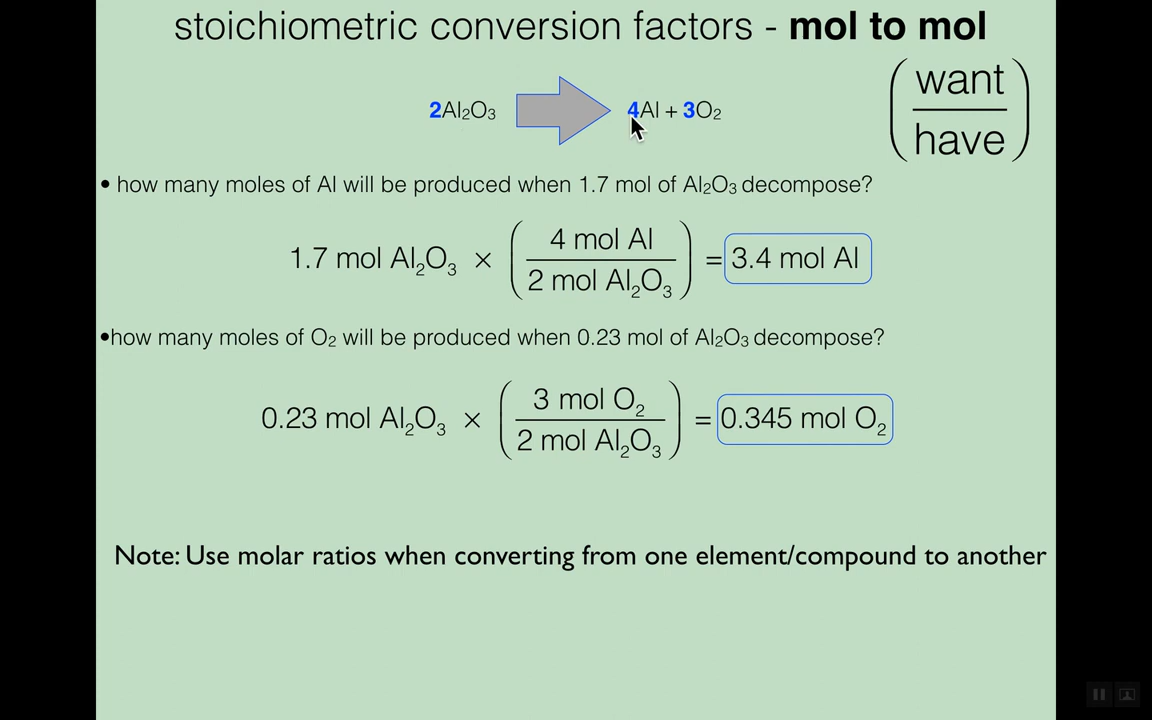 stoichiometric conversion factors - mol to mol
2Al₂O₃ 4Al + 3O₂
(want/have)
• how many moles of Al will be produced when 1.7 mol of Al₂O₃ decompose?
1.7 mol Al₂O₃ × (4 mol Al / 2 mol Al₂O₃) = 3.4 mol Al
•how many moles of O₂ will be produced when 0.23 mol of Al₂O₃ decompose?
0.23 mol Al₂O₃ × (3 mol O₂ / 2 mol Al₂O₃) = 0.345 mol O₂
Note: Use molar ratios when converting from one element/compound to another